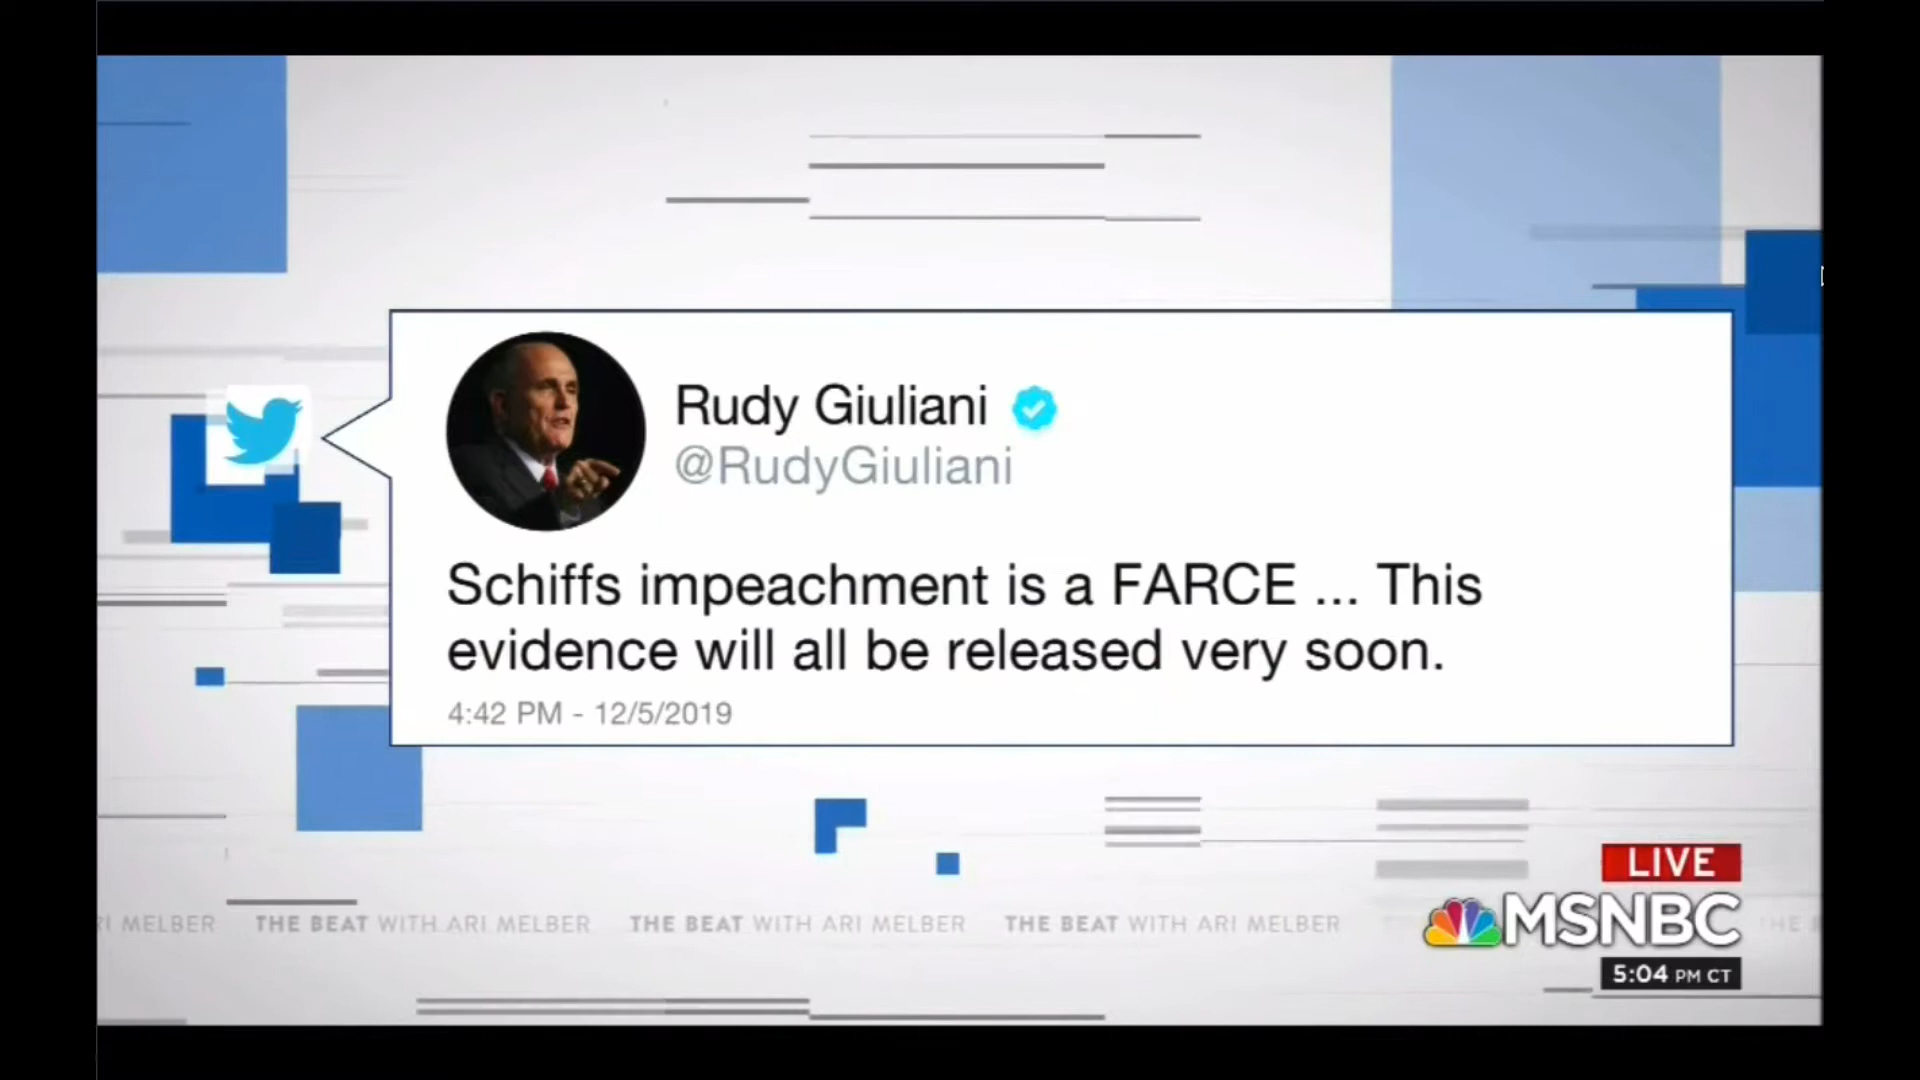 Rudy Giuliani
@RudyGiuliani
Schiffs impeachment is a FARCE ... This
evidence will all be released very soon.
4:42 PM - 12/5/2019
LIVE
I MELBER THE BEAT WITH ARI MELBER THE BEAT WITH ARI MELBER THE BEAT WITH ARI MELBER THE
MSNBC
5:04 PM CT